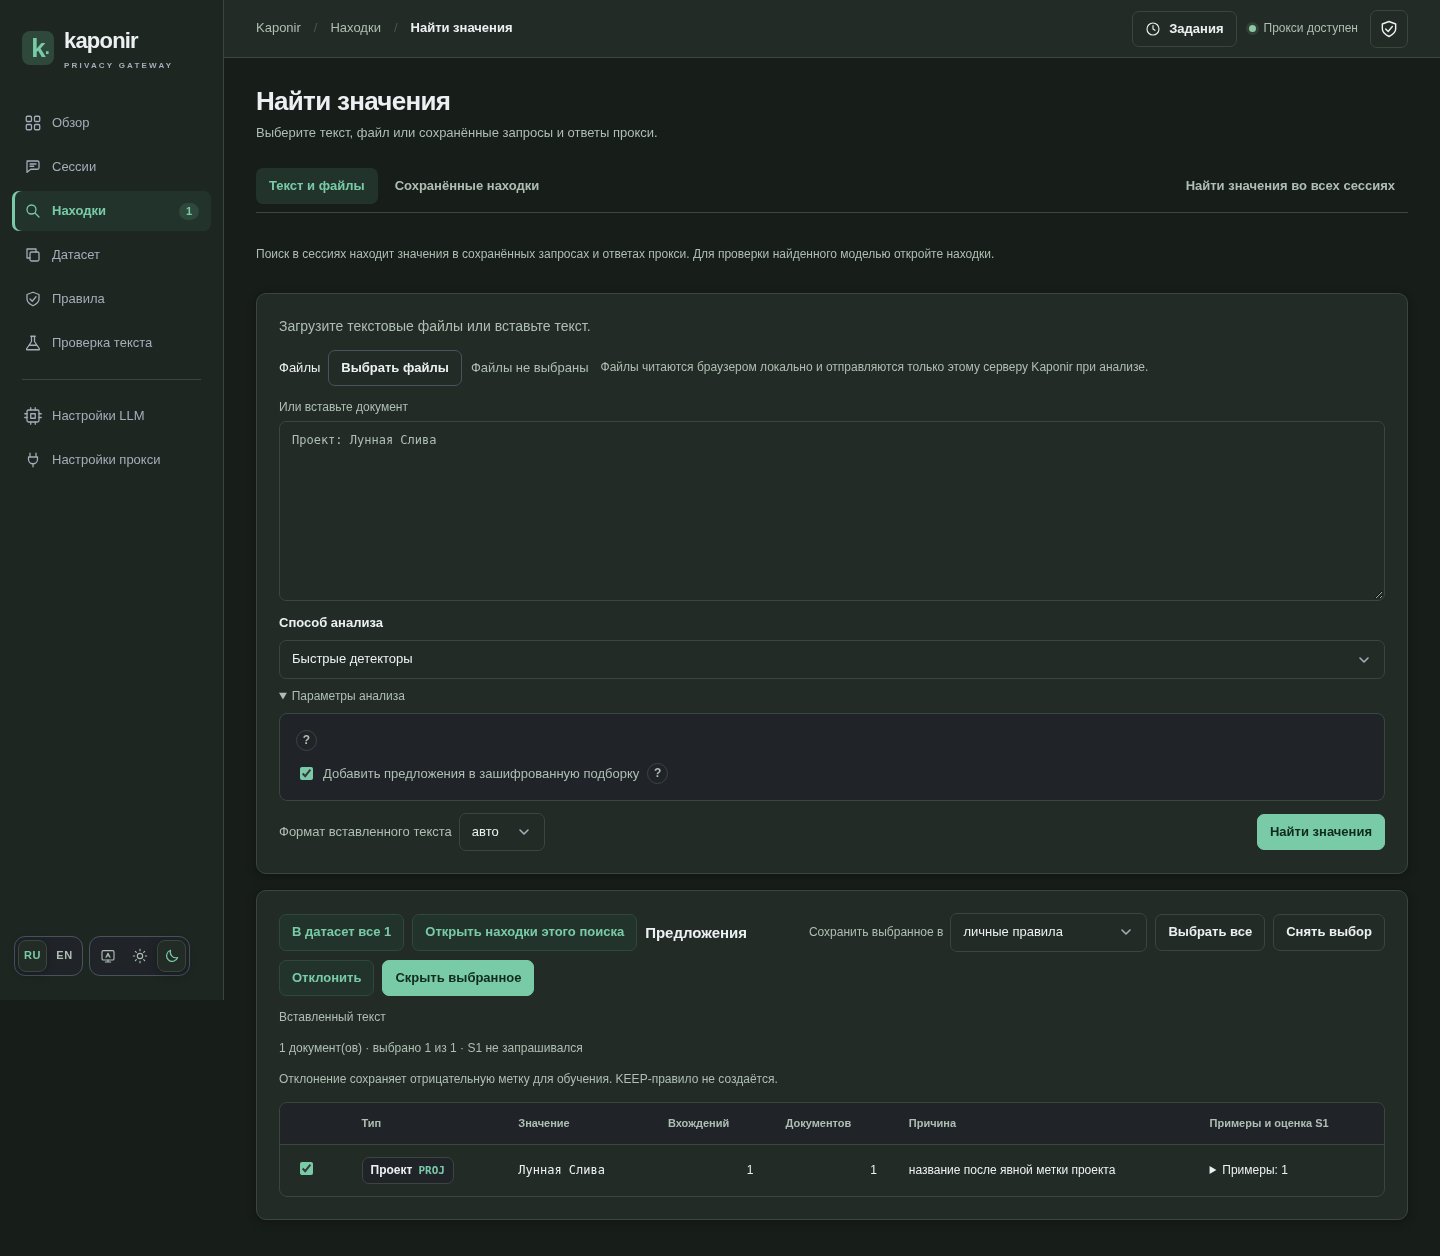 k.
kaponir
PRIVACY GATEWAY
Обзор
Сессии
Находки 1
Датасет
Правила
Проверка текста
Настройки LLM
Настройки прокси
RU EN
Kaponir / Находки / Найти значения
Задания
Прокси доступен
Найти значения
Выберите текст, файл или сохранённые запросы и ответы прокси.
Текст и файлы Сохранённые находки Найти значения во всех сессиях
Поиск в сессиях находит значения в сохранённых запросах и ответах прокси. Для проверки найденного моделью откройте находки.
Загрузите текстовые файлы или вставьте текст.
Файлы Выбрать файлы Файлы не выбраны Файлы читаются браузером локально и отправляются только этому серверу Kaponir при анализе.
Или вставьте документ
Проект: Лунная Слива
Способ анализа
Быстрые детекторы
Параметры анализа
?
Добавить предложения в зашифрованную подборку ?
Формат вставленного текста авто Найти значения
В датасет все 1 Открыть находки этого поиска Предложения Сохранить выбранное в личные правила Выбрать все Снять выбор
Отклонить Скрыть выбранное
Вставленный текст
1 документ(ов) · выбрано 1 из 1 · S1 не запрашивался
Отклонение сохраняет отрицательную метку для обучения. KEEP-правило не создаётся.
Тип Значение Вхождений Документов Причина Примеры и оценка S1
Проект PROJ Лунная Слива 1 1 название после явной метки проекта Примеры: 1